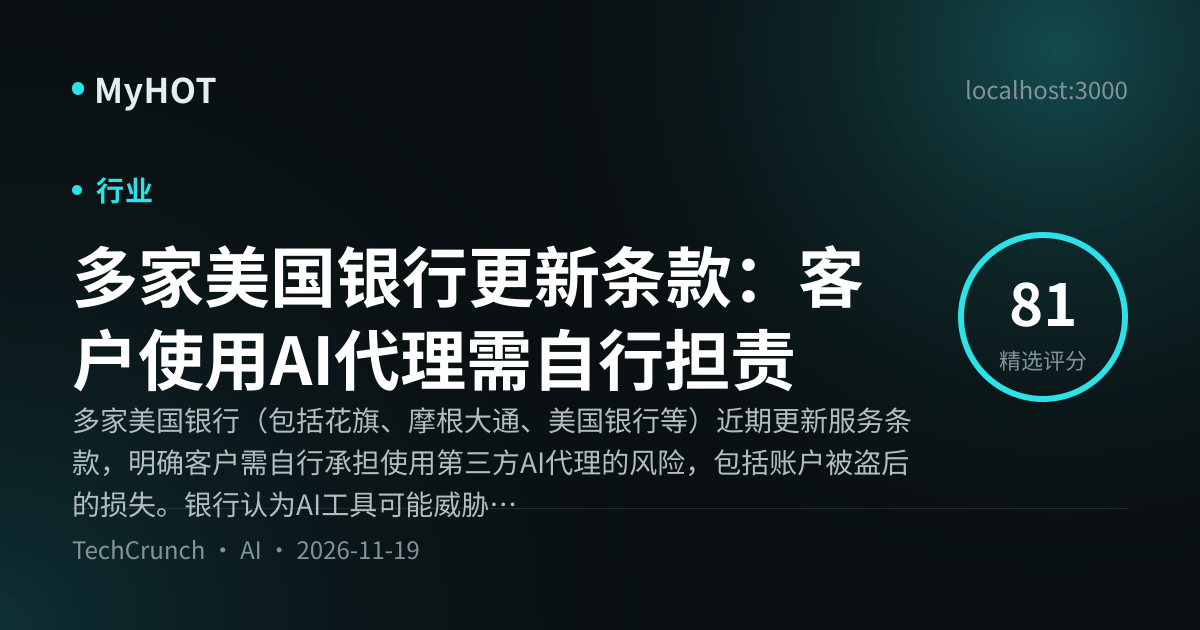 MyHOT
localhost:3000
行业
多家美国银行更新条款：客
户使用AI代理需自行担责
81
精选评分
多家美国银行（包括花旗、摩根大通、美国银行等）近期更新服务条
款，明确客户需自行承担使用第三方AI代理的风险，包括账户被盗后
的损失。银行认为AI工具可能威胁…
TechCrunch · AI · 2026-11-19